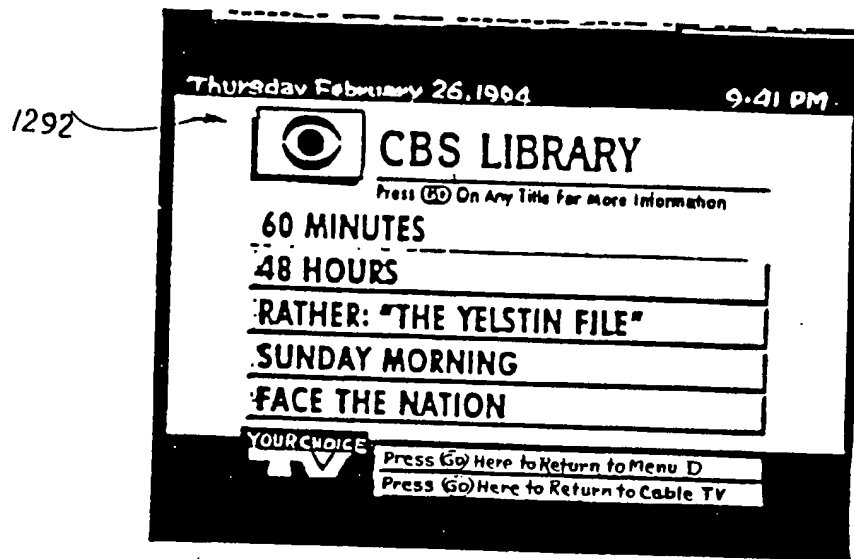 Thursday February 26, 1994
9:41 PM
1292
CBS LIBRARY
Press Go On Any Title For More Information
60 MINUTES
48 HOURS
RATHER: "THE YELSTIN FILE"
SUNDAY MORNING
FACE THE NATION
YOUR CHOICE
TV
Press Go Here to Return to Menu D
Press Go Here to Return to Cable TV